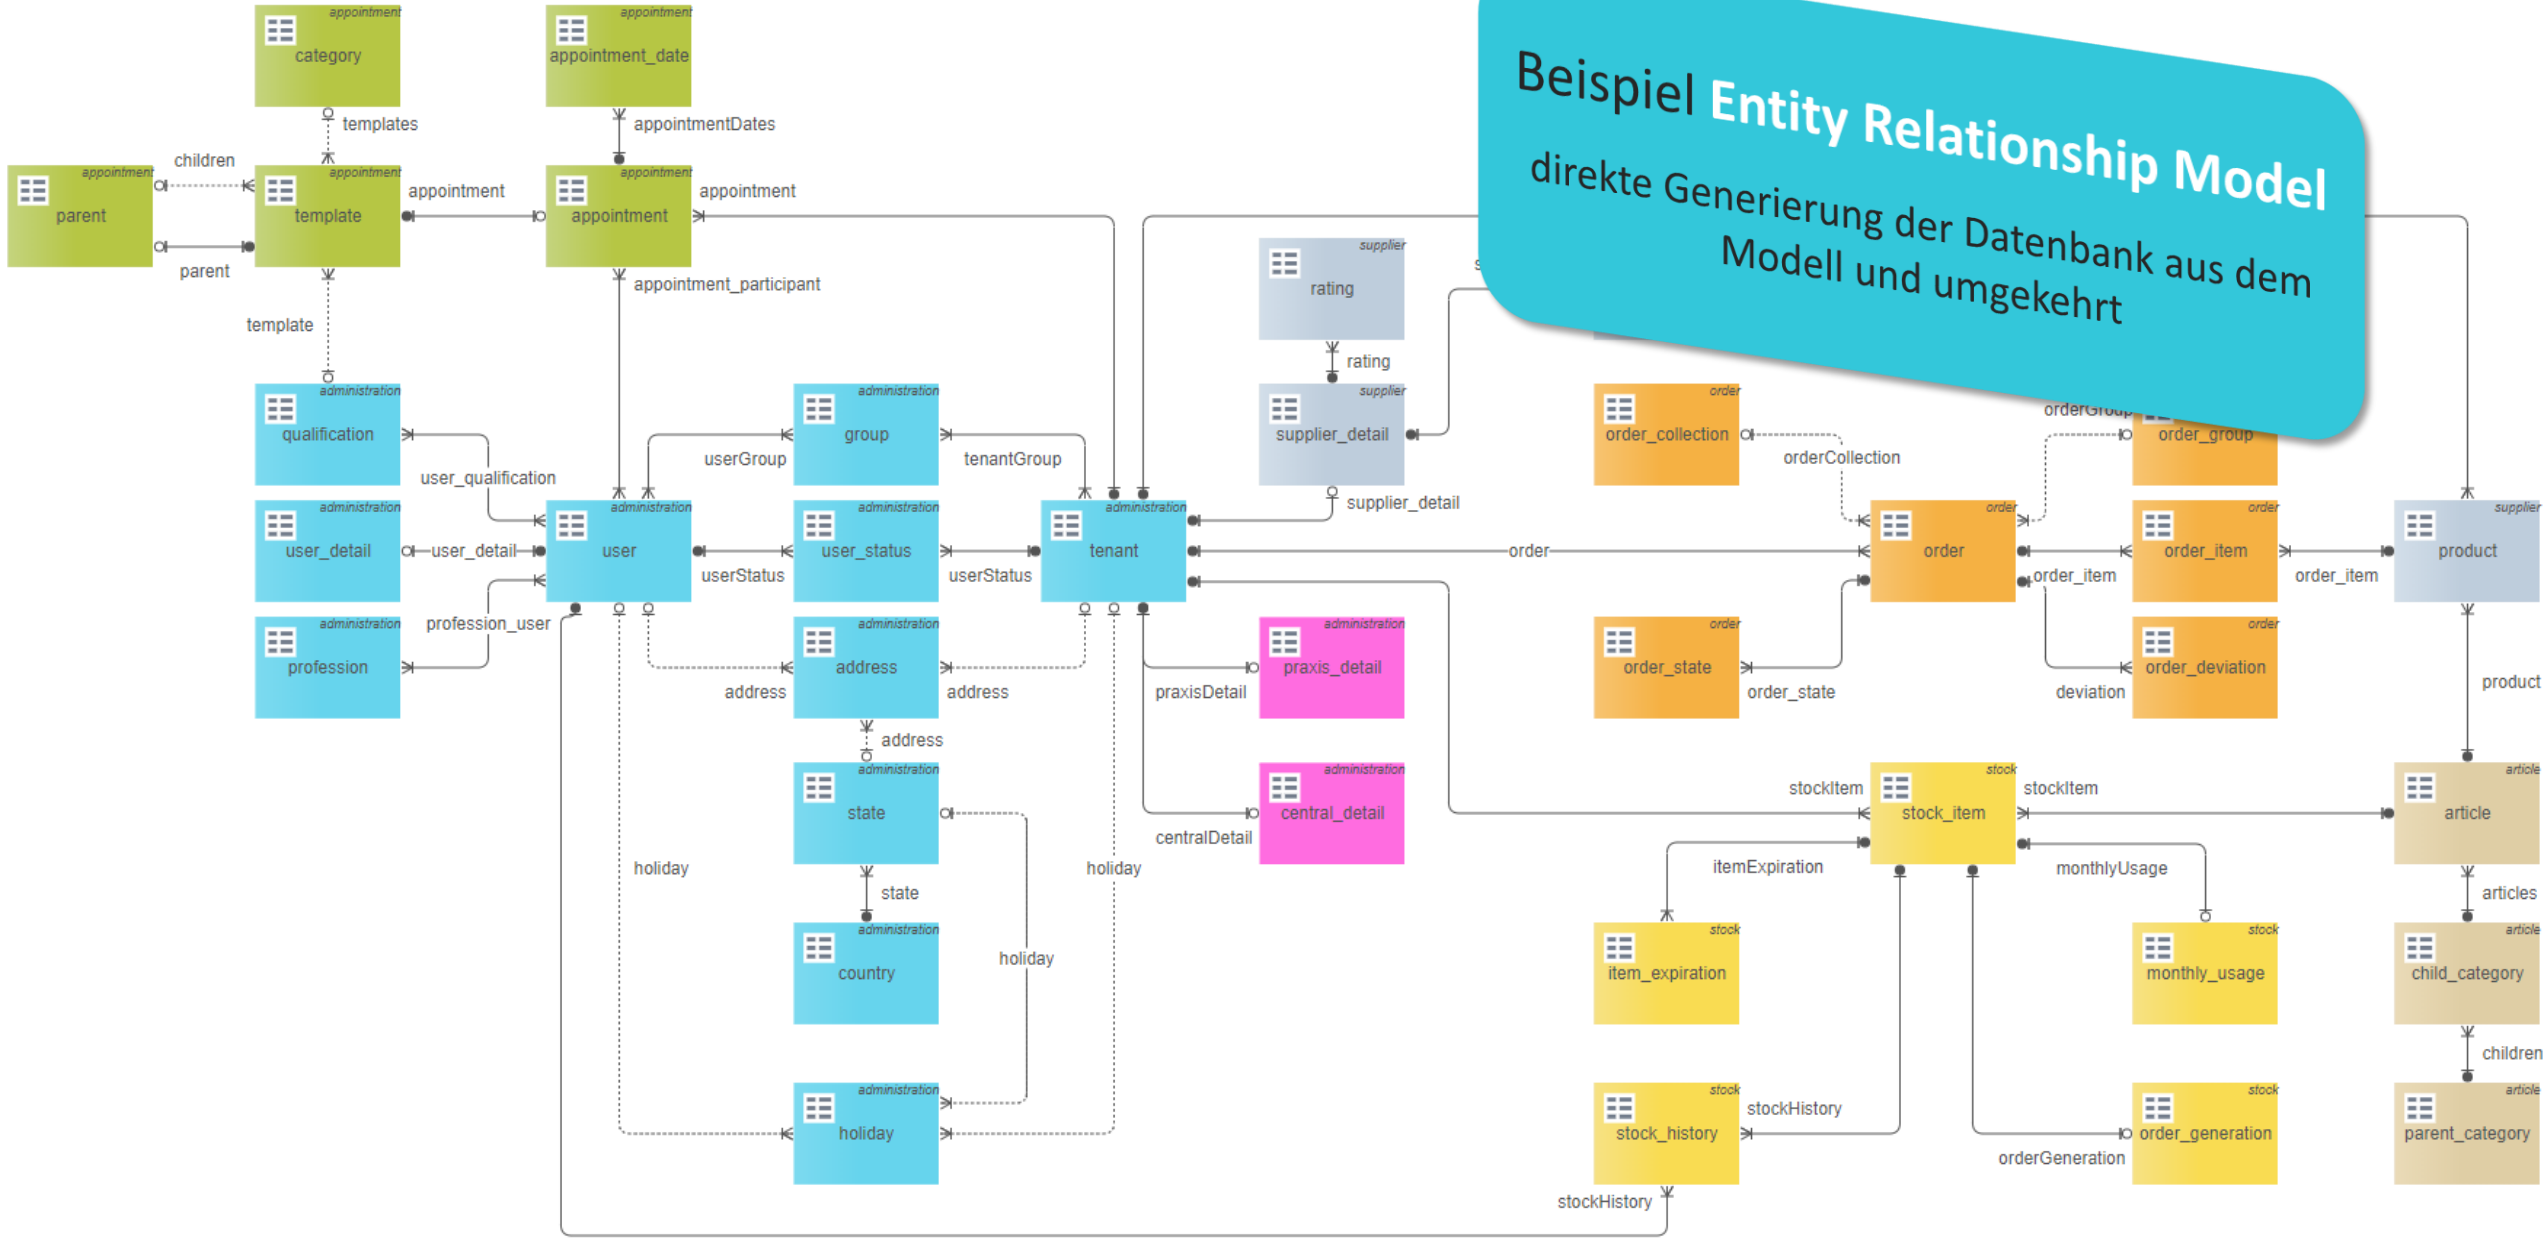 appointment
category
appointment
appointment_date
Beispiel Entity Relationship Model
direkte Generierung der Datenbank aus dem
Modell und umgekehrt
templates
appointmentDates
children
appointment
parent
appointment
template
appointment
appointment
appointment
appointment
parent
appointment_participant
template
supplier
rating
rating
administration
qualification
administration
group
supplier
supplier_detail
order
order_collection
order_group
userGroup
tenantGroup
orderCollection
user_qualification
supplier_detail
administration
user_detail
user_detail
administration
user
administration
user_status
administration
tenant
order
order
order
order
order_item
supplier
product
userStatus
userStatus
order_item
order_item
profession_user
administration
profession
administration
address
administration
praxis_detail
order
order_state
order
order_deviation
address
address
praxisDetail
order_state
deviation
product
address
administration
state
administration
central_detail
stockItem
stock
stock_item
stockItem
article
article
centralDetail
holiday
holiday
itemExpiration
monthlyUsage
state
articles
administration
country
holiday
stock
item_expiration
stock
monthly_usage
article
child_category
children
administration
holiday
stock
stock_history
stockHistory
stock
order_generation
article
parent_category
orderGeneration
stockHistory